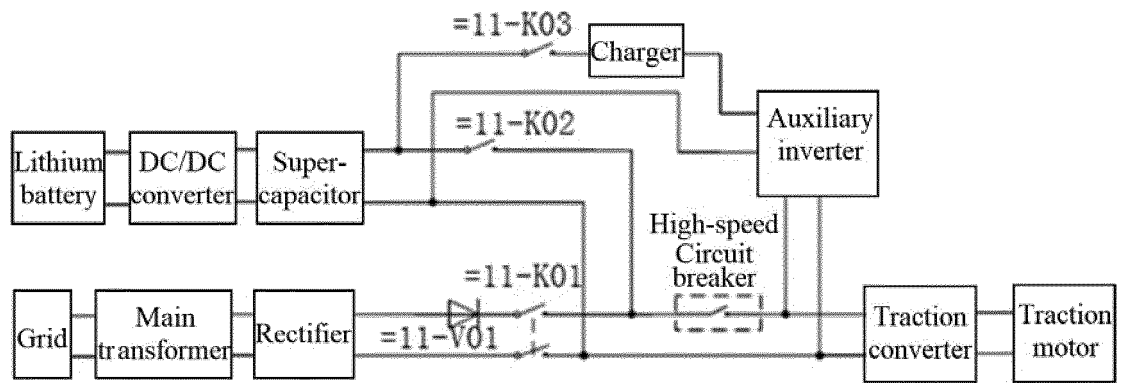 =11-K03
Charger
=11-K02
Auxiliary
inverter
Lithium
battery
DC/DC
converter
Super-
capacitor
High-speed
Circuit
breaker
=11-K01
=11-V01
Grid
Main
transformer
Rectifier
Traction
converter
Traction
motor